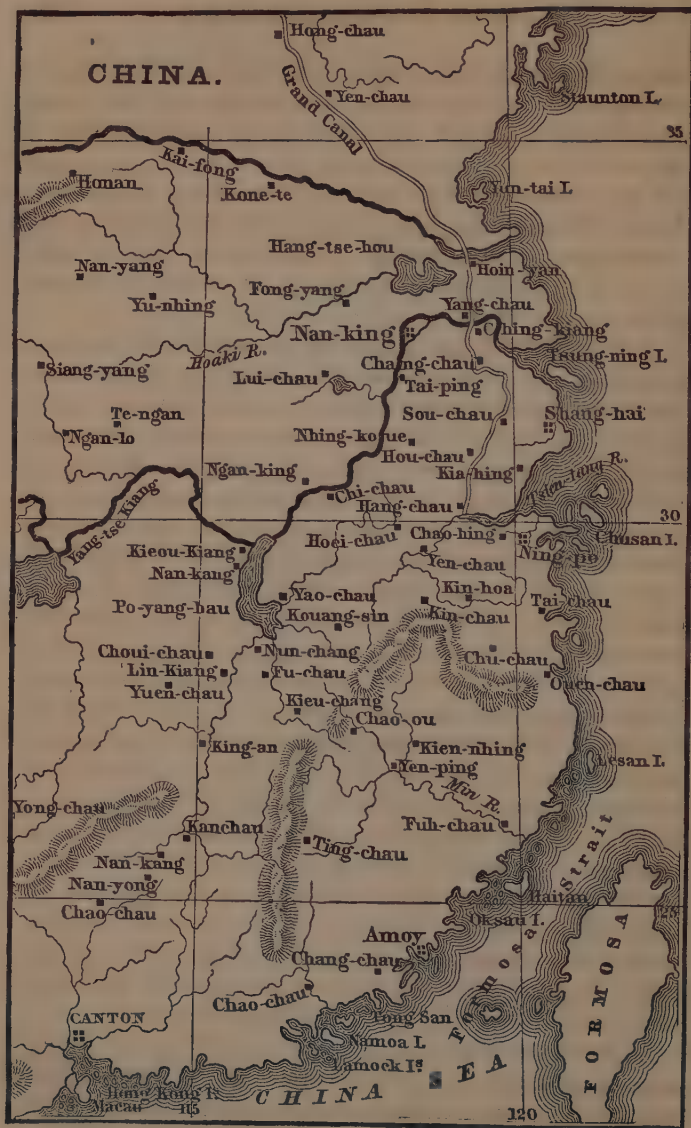 Hong-chau
CHINA.
Yen-chau
Grand Canal
Staunton I.
35
Kai-fong
Honan
Kone-te
Yun-tai I.
Hang-tse-hou
Hoin-yan
Nan-yang
Yu-nhing
Fong-yang
Yang-chau
Nan-king
Ching-kiang
Hoaki R.
Chang-chau
Tsung-ning I.
Siang-yang
Lui-chau
Tai-ping
Te-ngan
Sou-chau
Shang-hai
Ngan-lo
Nhing-koue
Hou-chau
Kia-hing
Ngan-king
Tsien-tang R.
Chi-chau
Hang-chau
30
Yang-tse Kiang
Hoei-chau
Chao-hing
Chusan I.
Kieou-Kiang
Yen-chau
Ning-po
Nan-kang
Kin-hoa
Po-yang-hau
Yao-chau
Kin-chau
Tai-chau
Kouang-sin
Choui-chau
Nun-chang
Chu-chau
Lin-Kiang
Fu-chau
Ouen-chau
Yuen-chau
Kieu-chang
Chao-ou
King-an
Kien-nhing
Lesan I.
Yen-ping
Yong-chau
Min R.
Kanchau
Fuh-chau
Ting-chau
Nan-kang
Nan-yong
Haitan
Chao-chau
25
Oksau I.
Formosa Strait
FORMOSA
Amoy
Chang-chau
Chao-chau
CANTON
Tong San
Namoa I.
Lamock Is
Hong Kong I.
CHINA SEA
Macau
115
120